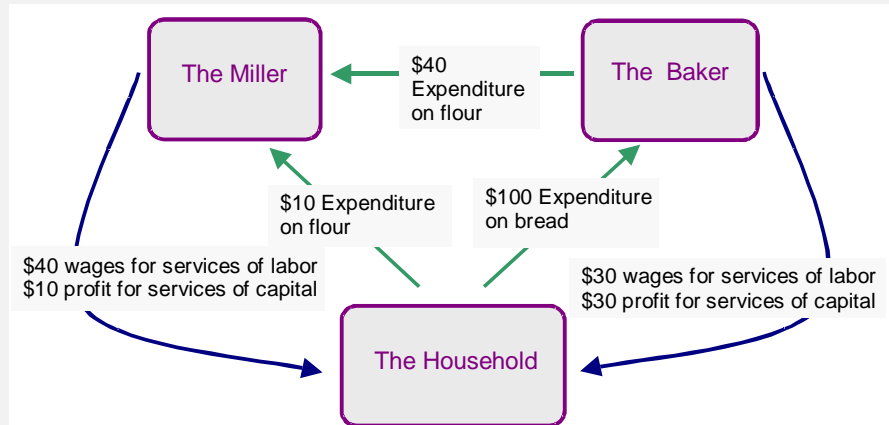 The Miller
$40
Expenditure
on flour
The Baker
$10 Expenditure
on flour
$100 Expenditure
on bread
$40 wages for services of labor
$10 profit for services of capital
$30 wages for services of labor
$30 profit for services of capital
The Household